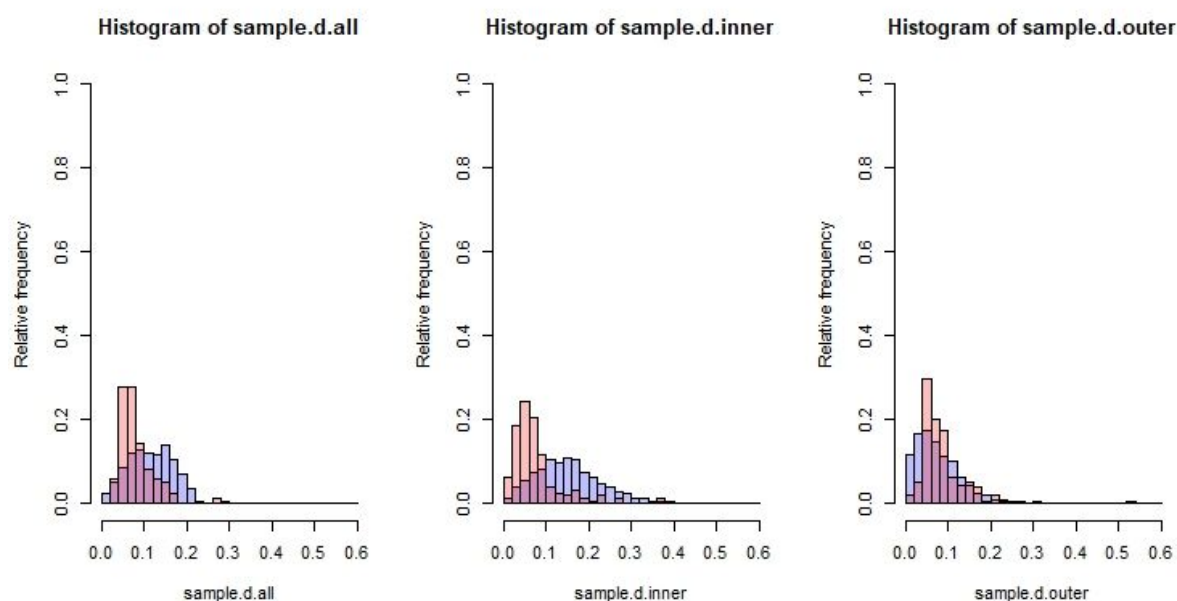 Histogram of sample.d.all
1.0
0.8
0.6
0.4
0.2
0.0
Relative frequency
0.0 0.1 0.2 0.3 0.4 0.5 0.6
sample.d.all
Histogram of sample.d.inner
1.0
0.8
0.6
0.4
0.2
0.0
Relative frequency
0.0 0.1 0.2 0.3 0.4 0.5 0.6
sample.d.inner
Histogram of sample.d.outer
1.0
0.8
0.6
0.4
0.2
0.0
Relative frequency
0.0 0.1 0.2 0.3 0.4 0.5 0.6
sample.d.outer